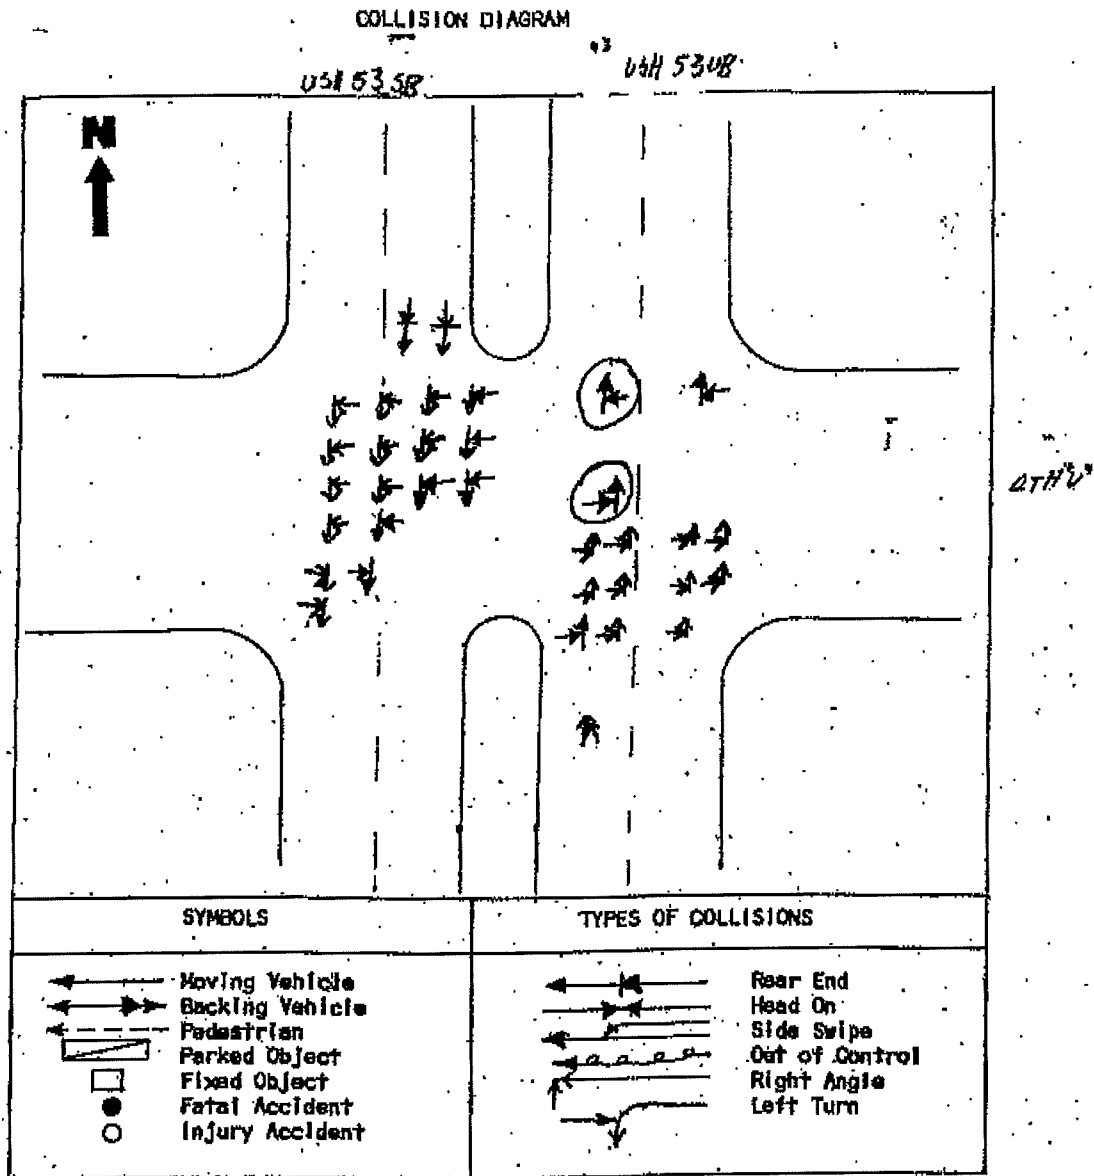 COLLISION DIAGRAM
USH 53 SB
USH 53 NB
N
CTH "V"
SYMBOLS
TYPES OF COLLISIONS
Moving Vehicle
Backing Vehicle
Pedestrian
Parked Object
Fixed Object
Fatal Accident
Injury Accident
Rear End
Head On
Side Swipe
Out of Control
Right Angle
Left Turn